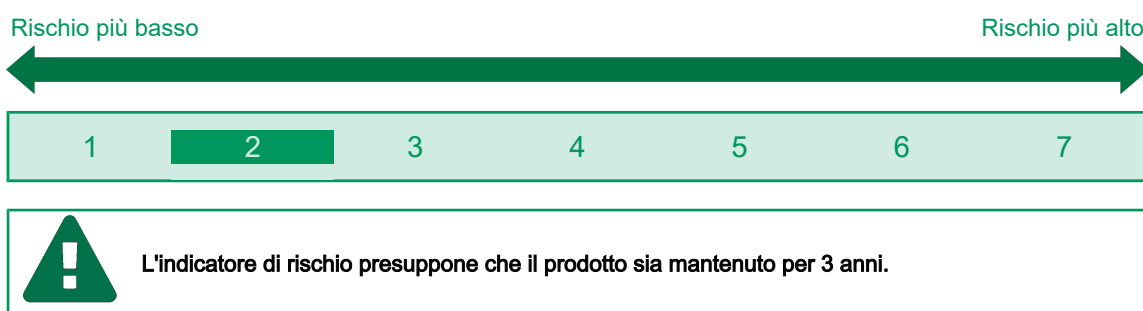 Rischio più basso Rischio più alto
1 2 3 4 5 6 7
L'indicatore di rischio presuppone che il prodotto sia mantenuto per 3 anni.